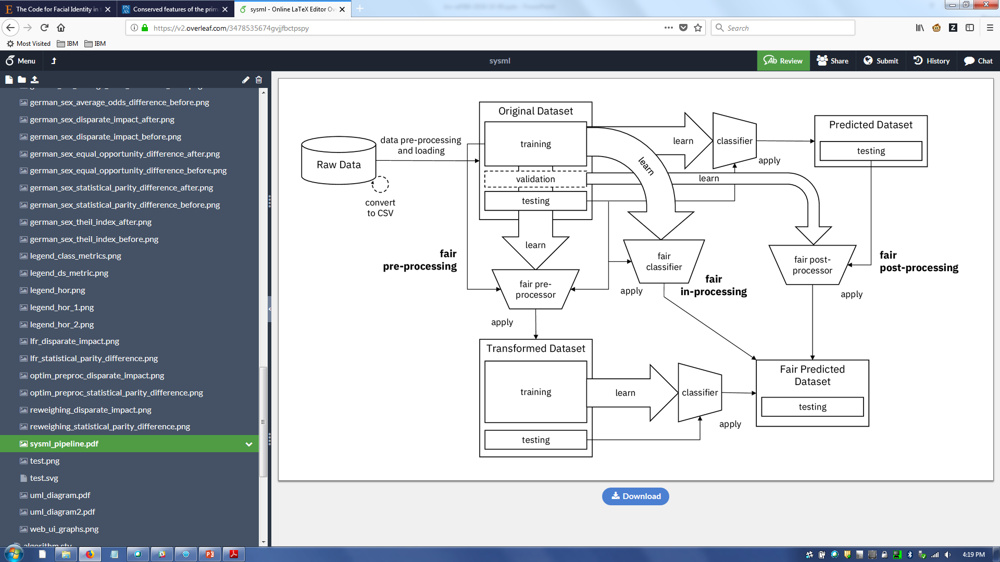 The Code for Facial Identity in t
Conserved features of the prim
sysml - Online LaTeX Editor Ov
https://v2.overleaf.com/3478535674gvjjfbctpspy
Search
Most Visited
IBM
IBM
Menu
sysml
Review
Share
Submit
History
Chat
german_sex_average_odds_difference_before.png
german_sex_disparate_impact_after.png
german_sex_disparate_impact_before.png
german_sex_equal_opportunity_difference_after.png
german_sex_equal_opportunity_difference_before.png
german_sex_statistical_parity_difference_after.png
german_sex_statistical_parity_difference_before.png
german_sex_theil_index_after.png
german_sex_theil_index_before.png
legend_class_metrics.png
legend_ds_metric.png
legend_hor.png
legend_hor_1.png
legend_hor_2.png
lfr_disparate_impact.png
lfr_statistical_parity_difference.png
optim_preproc_disparate_impact.png
optim_preproc_statistical_parity_difference.png
reweighing_disparate_impact.png
reweighing_statistical_parity_difference.png
sysml_pipeline.pdf
test.png
test.svg
uml_diagram.pdf
uml_diagram2.pdf
web_ui_graphs.png
algorithm.sty
Raw Data
data pre-processing
and loading
convert
to CSV
Original Dataset
training
validation
testing
learn
classifier
apply
Predicted Dataset
testing
learn
learn
learn
fair
pre-processing
fair pre-
processor
apply
fair
classifier
apply
fair
in-processing
fair post-
processor
fair
post-processing
apply
Transformed Dataset
training
testing
learn
classifier
apply
Fair Predicted
Dataset
testing
Download
4:19 PM